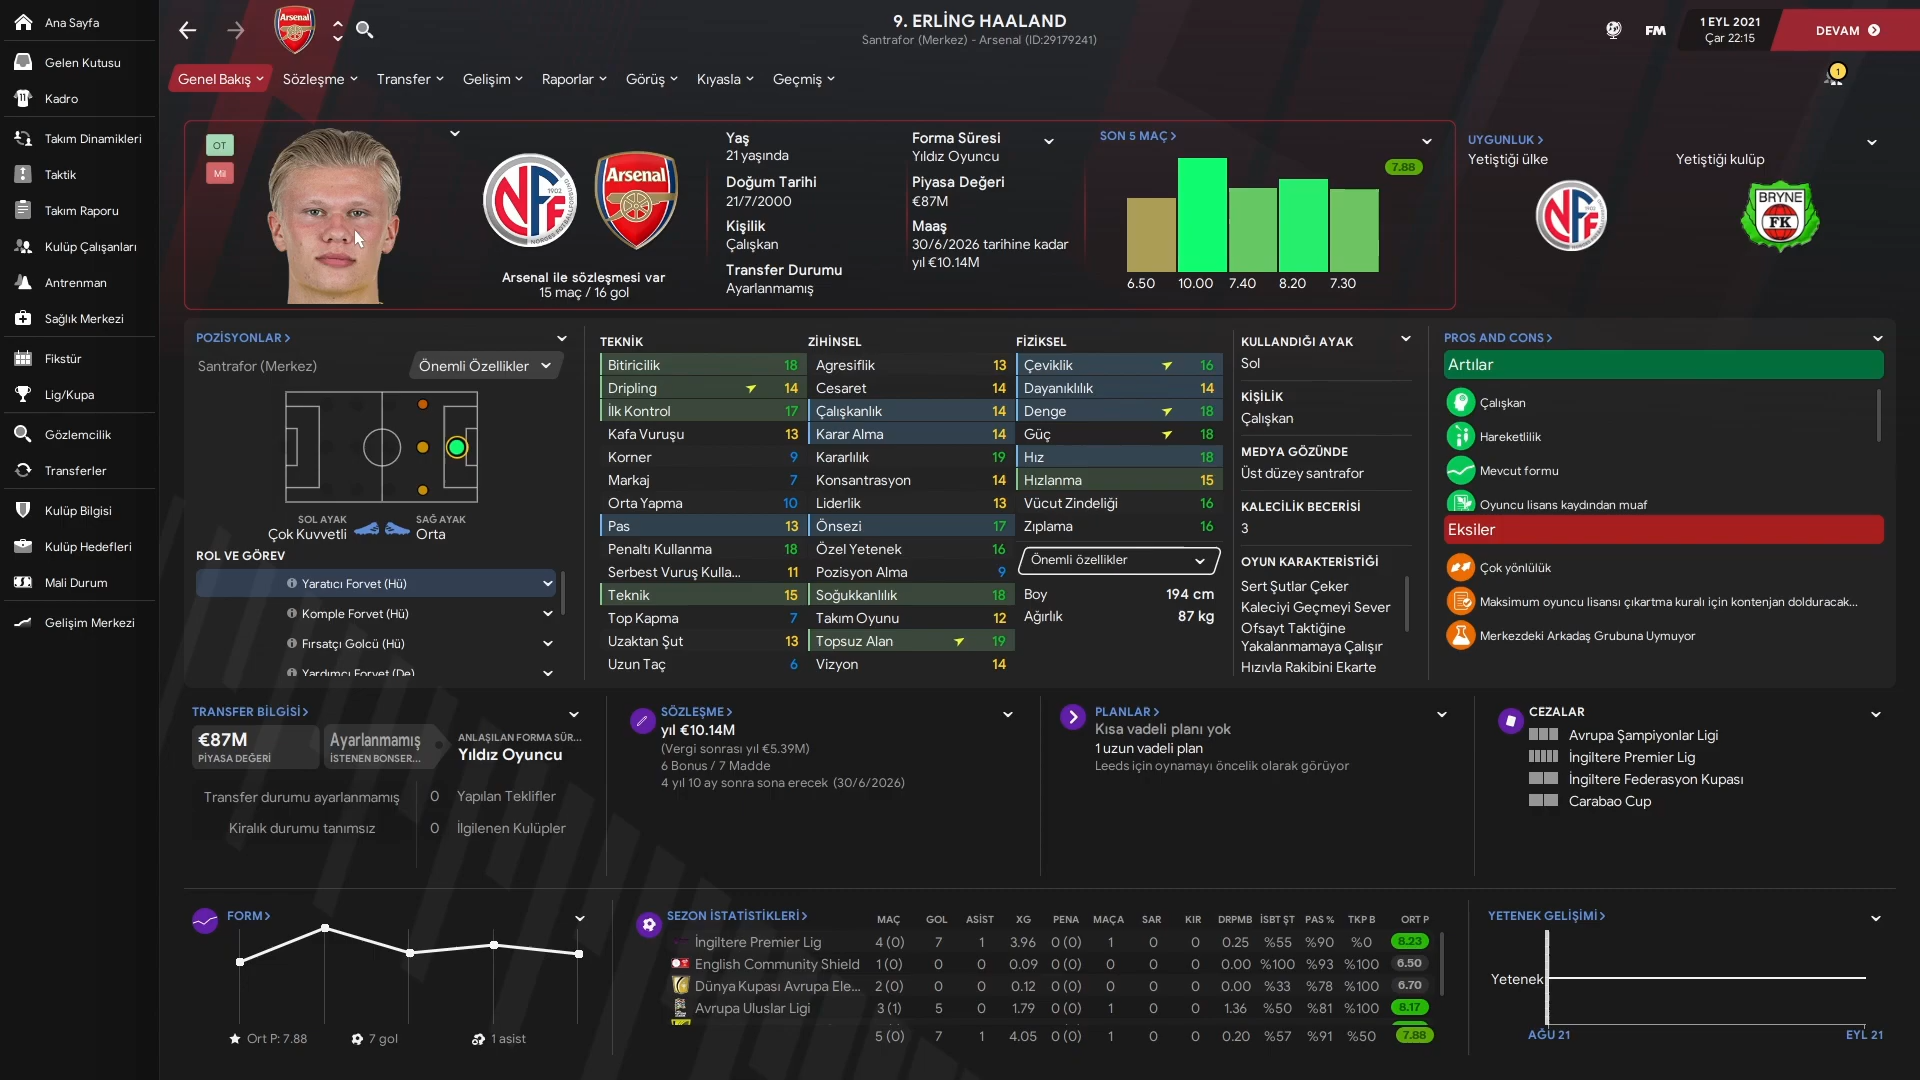 Ana Sayfa
Gelen Kutusu
Kadro
Takım Dinamikleri
Taktik
Takım Raporu
Kulüp Çalışanları
Antrenman
Sağlık Merkezi
Fikstür
Lig/Kupa
Gözlemcilik
Transferler
Kulüp Bilgisi
Kulüp Hedefleri
Mali Durum
Gelişim Merkezi
Arsenal
9. ERLİNG HAALAND
Santrafor (Merkez) - Arsenal (ID:29179241)
FM
1 EYL 2021
Çar 22:15
DEVAM
Genel Bakış
Sözleşme
Transfer
Gelişim
Raporlar
Görüş
Kıyasla
Geçmiş
1
OT
Mil
NFF
1902
Arsenal
Arsenal ile sözleşmesi var
15 maç / 16 gol
Yaş
21 yaşında
Doğum Tarihi
21/7/2000
Kişilik
Çalışkan
Transfer Durumu
Ayarlanmamış
Forma Süresi
Yıldız Oyuncu
Piyasa Değeri
€87M
Maaş
30/6/2026 tarihine kadar
yıl €10.14M
SON 5 MAÇ
7.88
6.50 10.00 7.40 8.20 7.30
UYGUNLUK
Yetiştiği ülke
Yetiştiği kulüp
NFF
BRYNE
FK
POZİSYONLAR
Santrafor (Merkez)
Önemli Özellikler
SOL AYAK
Çok Kuvvetli
SAĞ AYAK
Orta
ROL VE GÖREV
Yaratıcı Forvet (Hü)
Komple Forvet (Hü)
Fırsatçı Golcü (Hü)
Yardımcı Forvet (De)
TEKNİK
Bitiricilik 18
Dripling 14
İlk Kontrol 17
Kafa Vuruşu 13
Korner 9
Markaj 7
Orta Yapma 10
Pas 13
Penaltı Kullanma 18
Serbest Vuruş Kulla... 11
Teknik 15
Top Kapma 7
Uzaktan Şut 13
Uzun Taç 6
ZİHİNSEL
Agresiflik 13
Cesaret 14
Çalışkanlık 14
Karar Alma 14
Kararlılık 19
Konsantrasyon 14
Liderlik 13
Önsezi 17
Özel Yetenek 16
Pozisyon Alma 9
Soğukkanlılık 18
Takım Oyunu 12
Topsuz Alan 19
Vizyon 14
FİZİKSEL
Çeviklik 16
Dayanıklılık 14
Denge 18
Güç 18
Hız 18
Hızlanma 15
Vücut Zindeliği 16
Zıplama 16
Önemli özellikler
Boy 194 cm
Ağırlık 87 kg
KULLANDIĞI AYAK
Sol
KİŞİLİK
Çalışkan
MEDYA GÖZÜNDE
Üst düzey santrafor
KALECİLİK BECERİSİ
3
OYUN KARAKTERİSTİĞİ
Sert Şutlar Çeker
Kaleciyi Geçmeyi Sever
Ofsayt Taktiğine
Yakalanmamaya Çalışır
Hızıvla Rakibini Ekarte
PROS AND CONS
Artılar
Çalışkan
Hareketlilik
Mevcut formu
Oyuncu lisans kaydından muaf
Eksiler
Çok yönlülük
Maksimum oyuncu lisansı çıkartma kuralı için kontenjan dolduracak...
Merkezdeki Arkadaş Grubuna Uymuyor
TRANSFER BİLGİSİ
€87M
PİYASA DEĞERİ
Ayarlanmamış
İSTENEN BONSER...
ANLAŞILAN FORMA SÜR...
Yıldız Oyuncu
Transfer durumu ayarlanmamış
Kiralık durumu tanımsız
0 Yapılan Teklifler
0 İlgilenen Kulüpler
SÖZLEŞME
yıl €10.14M
(Vergi sonrası yıl €5.39M)
6 Bonus / 7 Madde
4 yıl 10 ay sonra sona erecek (30/6/2026)
PLANLAR
Kısa vadeli planı yok
1 uzun vadeli plan
Leeds için oynamayı öncelik olarak görüyor
CEZALAR
Avrupa Şampiyonlar Ligi
İngiltere Premier Lig
İngiltere Federasyon Kupası
Carabao Cup
FORM
Ort P: 7.88
7 gol
1 asist
SEZON İSTATİSTİKLERİ MAÇ GOL ASİST XG PENA MAÇA SAR KIR DRPMB İSBT ŞT PAS % TKP B ORT P
İngiltere Premier Lig 4 (0) 7 1 3.96 0 (0) 1 0 0 0.25 %55 %90 %0 8.23
English Community Shield 1 (0) 0 0 0.09 0 (0) 0 0 0 0.00 %100 %93 %100 6.50
Dünya Kupası Avrupa Ele... 2 (0) 0 0 0.12 0 (0) 0 0 0 0.00 %33 %78 %100 6.70
Avrupa Uluslar Ligi 3 (1) 5 0 1.79 0 (0) 1 0 0 1.36 %50 %81 %100 8.17
5 (0) 7 1 4.05 0 (0) 1 0 0 0.20 %57 %91 %50 7.88
YETENEK GELİŞİMİ
Yetenek
AĞU 21
EYL 21